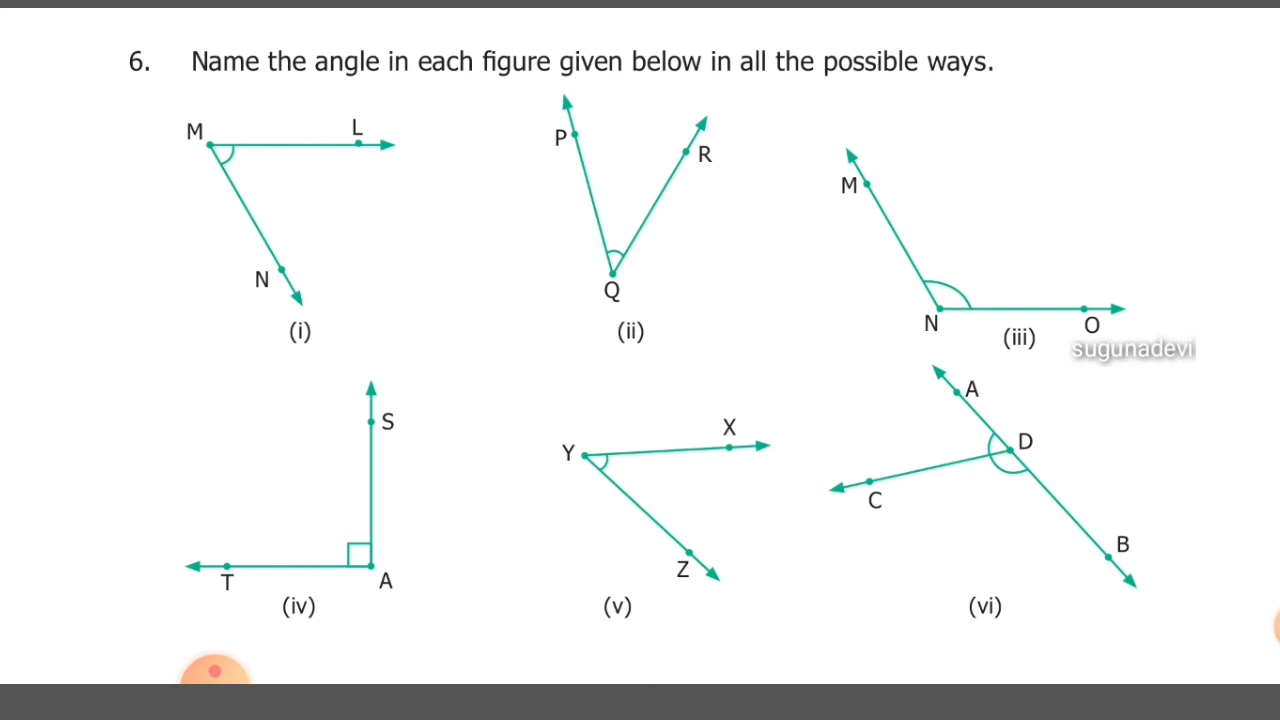 6. Name the angle in each figure given below in all the possible ways.
M L N
(i)
P R Q
(ii)
M N O
(iii)
sugunadevi
S T A
(iv)
Y X Z
(v)
A D C B
(vi)